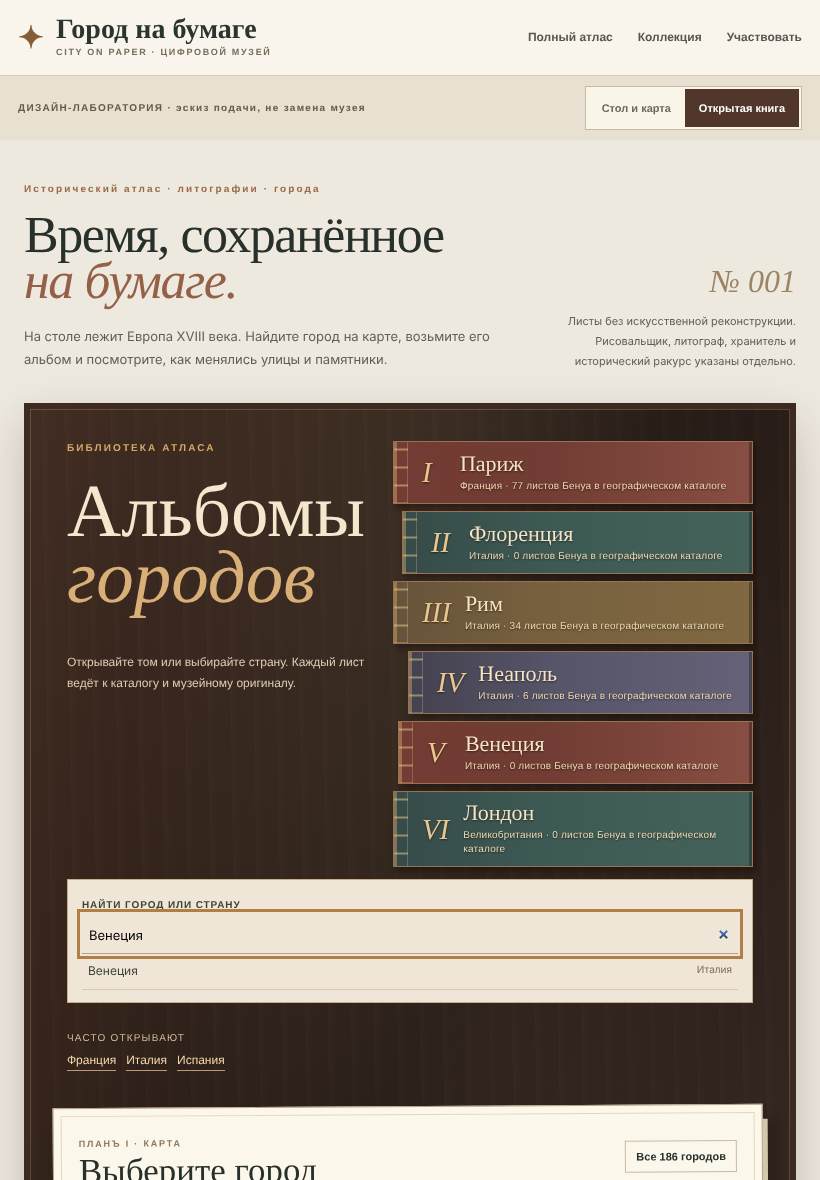 Город на бумаге
CITY ON PAPER · ЦИФРОВОЙ МУЗЕЙ
Полный атлас
Коллекция
Участвовать
ДИЗАЙН-ЛАБОРАТОРИЯ · эскиз подачи, не замена музея
Стол и карта
Открытая книга
Исторический атлас · литографии · города
Время, сохранённое
на бумаге.
На столе лежит Европа XVIII века. Найдите город на карте, возьмите его
альбом и посмотрите, как менялись улицы и памятники.
№ 001
Листы без искусственной реконструкции.
Рисовальщик, литограф, хранитель и
исторический ракурс указаны отдельно.
БИБЛИОТЕКА АТЛАСА
Альбомы
городов
Открывайте том или выбирайте страну. Каждый лист
ведёт к каталогу и музейному оригиналу.
I
Париж
Франция · 77 листов Бенуа в географическом каталоге
II
Флоренция
Италия · 0 листов Бенуа в географическом каталоге
III
Рим
Италия · 34 листов Бенуа в географическом каталоге
IV
Неаполь
Италия · 6 листов Бенуа в географическом каталоге
V
Венеция
Италия · 0 листов Бенуа в географическом каталоге
VI
Лондон
Великобритания · 0 листов Бенуа в географическом
каталоге
НАЙТИ ГОРОД ИЛИ СТРАНУ
Венеция
Венеция
Италия
ЧАСТО ОТКРЫВАЮТ
Франция Италия Испания
ПЛАНЪ I · КАРТА
Выберите город
Все 186 городов